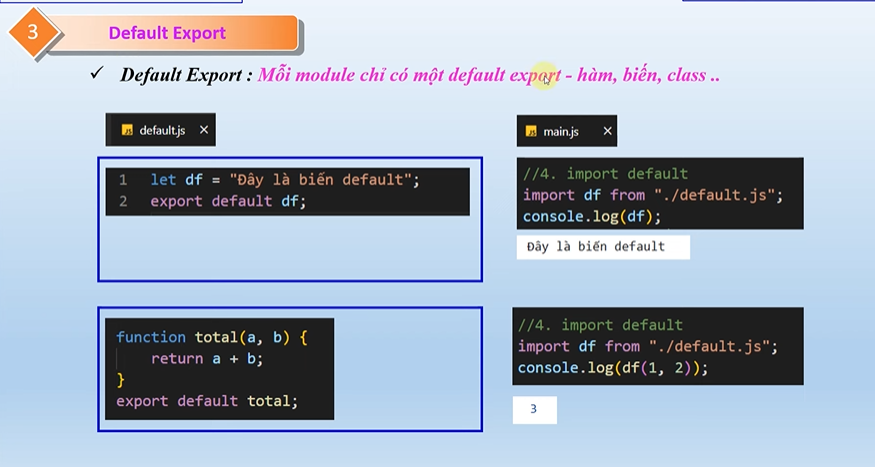 3
Default Export
✓ Default Export : Mỗi module chỉ có một default export - hàm, biến, class ..
JS default.js ×
1 let df = "Đây là biến default";
2 export default df;
JS main.js ×
//4. import default
import df from "./default.js";
console.log(df);
Đây là biến default
function total(a, b) {
    return a + b;
}
export default total;
//4. import default
import df from "./default.js";
console.log(df(1, 2));
3